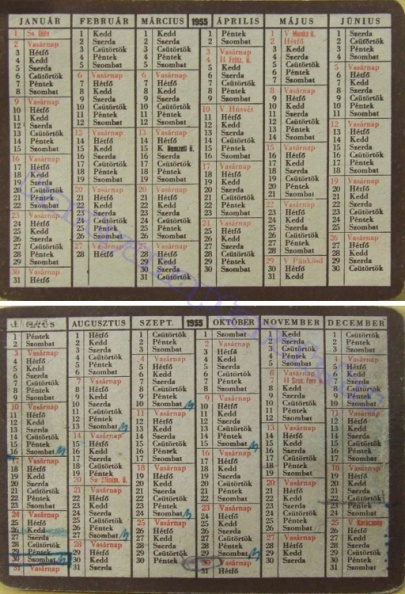 1955
JANUÁR
1 Sz. Újév
2 Vasárnap
3 Hétfő
4 Kedd
5 Szerda
6 Csütörtök
7 Péntek
8 Szombat
9 Vasárnap
10 Hétfő
11 Kedd
12 Szerda
13 Csütörtök
14 Péntek
15 Szombat
16 Vasárnap
17 Hétfő
18 Kedd
19 Szerda
20 Csütörtök
21 Péntek
22 Szombat
23 Vasárnap
24 Hétfő
25 Kedd
26 Szerda
27 Csütörtök
28 Péntek
29 Szombat
30 Vasárnap
31 Hétfő
FEBRUÁR
1 Kedd
2 Szerda
3 Csütörtök
4 Péntek
5 Szombat
6 Vasárnap
7 Hétfő
8 Kedd
9 Szerda
10 Csütörtök
11 Péntek
12 Szombat
13 Vasárnap
14 Hétfő
15 Kedd
16 Szerda
17 Csütörtök
18 Péntek
19 Szombat
20 Vasárnap
21 Hétfő
22 Kedd
23 Szerda
24 Csütörtök
25 Péntek
26 Szombat
27 Vasárnap
28 Hétfő
MÁRCIUS
1 Kedd
2 Szerda
3 Csütörtök
4 Péntek
5 Szombat
6 Vasárnap
7 Hétfő
8 Kedd
9 Szerda
10 Csütörtök
11 Péntek
12 Szombat
13 Vasárnap
14 Hétfő
15 K. Nemzeti ü.
16 Szerda
17 Csütörtök
18 Péntek
19 Szombat
20 Vasárnap
21 Hétfő
22 Kedd
23 Szerda
24 Csütörtök
25 Péntek
26 Szombat
27 Vasárnap
28 Hétfő
29 Kedd
30 Szerda
31 Csütörtök
ÁPRILIS
1 Péntek
2 Szombat
3 Vasárnap
4 H ü.
5 Kedd
6 Szerda
7 Csütörtök
8 Péntek
9 Szombat
10 V Húsvét
11 Hétfő
12 Kedd
13 Szerda
14 Csütörtök
15 Péntek
16 Szombat
17 Vasárnap
18 Hétfő
19 Kedd
20 Szerda
21 Csütörtök
22 Péntek
23 Szombat
24 Vasárnap
25 Hétfő
26 Kedd
27 Szerda
28 Csütörtök
29 Péntek
30 Szombat
MÁJUS
1 V Munka ü.
2 Hétfő
3 Kedd
4 Szerda
5 Csütörtök
6 Péntek
7 Szombat
8 Vasárnap
9 Hétfő
10 Kedd
11 Szerda
12 Csütörtök
13 Péntek
14 Szombat
15 Vasárnap
16 Hétfő
17 Kedd
18 Szerda
19 Csütörtök
20 Péntek
21 Szombat
22 Vasárnap
23 Hétfő
24 Kedd
25 Szerda
26 Csütörtök
27 Péntek
28 Szombat
29 V Pünkösd
30 Hétfő
31 Kedd
JÚNIUS
1 Szerda
2 Csütörtök
3 Péntek
4 Szombat
5 Vasárnap
6 Hétfő
7 Kedd
8 Szerda
9 Csütörtök
10 Péntek
11 Szombat
12 Vasárnap
13 Hétfő
14 Kedd
15 Szerda
16 Csütörtök
17 Péntek
18 Szombat
19 Vasárnap
20 Hétfő
21 Kedd
22 Szerda
23 Csütörtök
24 Péntek
25 Szombat
26 Vasárnap
27 Hétfő
28 Kedd
29 Szerda
30 Csütörtök
1955
JÚLIUS
1 Péntek
2 Szombat
3 Vasárnap
4 Hétfő
5 Kedd
6 Szerda
7 Csütörtök
8 Péntek
9 Szombat
10 Vasárnap
11 Hétfő
12 Kedd
13 Szerda
14 Csütörtök
15 Péntek
16 Szombat
17 Vasárnap
18 Hétfő
19 Kedd
20 Szerda
21 Csütörtök
22 Péntek
23 Szombat
24 Vasárnap
25 Hétfő
26 Kedd
27 Szerda
28 Csütörtök
29 Péntek
30 Szombat
31 Vasárnap
AUGUSZTUS
1 Hétfő
2 Kedd
3 Szerda
4 Csütörtök
5 Péntek
6 Szombat
7 Vasárnap
8 Hétfő
9 Kedd
10 Szerda
11 Csütörtök
12 Péntek
13 Szombat
14 Vasárnap
15 Hétfő
16 Kedd
17 Szerda
18 Csütörtök
19 Péntek
20 Sz ü.
21 Vasárnap
22 Hétfő
23 Kedd
24 Szerda
25 Csütörtök
26 Péntek
27 Szombat
28 Vasárnap
29 Hétfő
30 Kedd
31 Szerda
SZEPT.
1 Csütörtök
2 Péntek
3 Szombat
4 Vasárnap
5 Hétfő
6 Kedd
7 Szerda
8 Csütörtök
9 Péntek
10 Szombat
11 Vasárnap
12 Hétfő
13 Kedd
14 Szerda
15 Csütörtök
16 Péntek
17 Szombat
18 Vasárnap
19 Hétfő
20 Kedd
21 Szerda
22 Csütörtök
23 Péntek
24 Szombat
25 Vasárnap
26 Hétfő
27 Kedd
28 Szerda
29 Csütörtök
30 Péntek
OKTÓBER
1 Szombat
2 Vasárnap
3 Hétfő
4 Kedd
5 Szerda
6 Csütörtök
7 Péntek
8 Szombat
9 Vasárnap
10 Hétfő
11 Kedd
12 Szerda
13 Csütörtök
14 Péntek
15 Szombat
16 Vasárnap
17 Hétfő
18 Kedd
19 Szerda
20 Csütörtök
21 Péntek
22 Szombat
23 Vasárnap
24 Hétfő
25 Kedd
26 Szerda
27 Csütörtök
28 Péntek
29 Szombat
30 Vasárnap
31 Hétfő
NOVEMBER
1 Kedd
2 Szerda
3 Csütörtök
4 Péntek
5 Szombat
6 Vasárnap
7 H Szoc. Forr. ü.
8 Kedd
9 Szerda
10 Csütörtök
11 Péntek
12 Szombat
13 Vasárnap
14 Hétfő
15 Kedd
16 Szerda
17 Csütörtök
18 Péntek
19 Szombat
20 Vasárnap
21 Hétfő
22 Kedd
23 Szerda
24 Csütörtök
25 Péntek
26 Szombat
27 Vasárnap
28 Hétfő
29 Kedd
30 Szerda
DECEMBER
1 Csütörtök
2 Péntek
3 Szombat
4 Vasárnap
5 Hétfő
6 Kedd
7 Szerda
8 Csütörtök
9 Péntek
10 Szombat
11 Vasárnap
12 Hétfő
13 Kedd
14 Szerda
15 Csütörtök
16 Péntek
17 Szombat
18 Vasárnap
19 Hétfő
20 Kedd
21 Szerda
22 Csütörtök
23 Péntek
24 Szombat
25 V Karácsony
26 Hétfő
27 Kedd
28 Szerda
29 Csütörtök
30 Péntek
31 Szombat